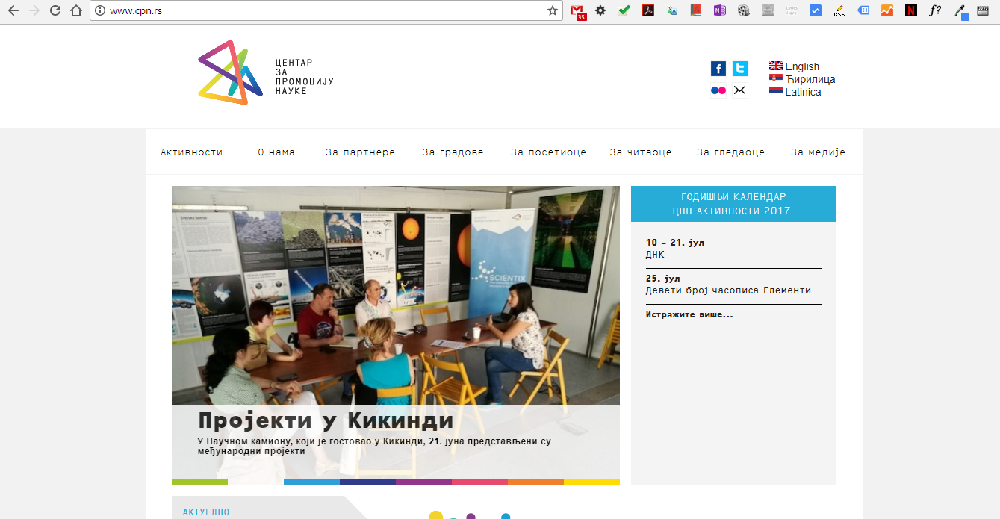 www.cpn.rs
35
Lyrics
Here
css
f?
ЦЕНТАР
ЗА
ПРОМОЦИЈУ
НАУКЕ
English
Ћирилица
Latinica
Активности О нама За партнере За градове За посетиоце За читаоце За гледаоце За медије
SCIENTIX
Пројекти у Кикинди
У Научном камиону, који је гостовао у Кикинди, 21. јуна представљени су
међународни пројекти
ГОДИШЊИ КАЛЕНДАР
ЦПН АКТИВНОСТИ 2017.
10 – 21. јул
ДНК
25. јул
Девети број часописа Елементи
Истражите више...
АКТУЕЛНО